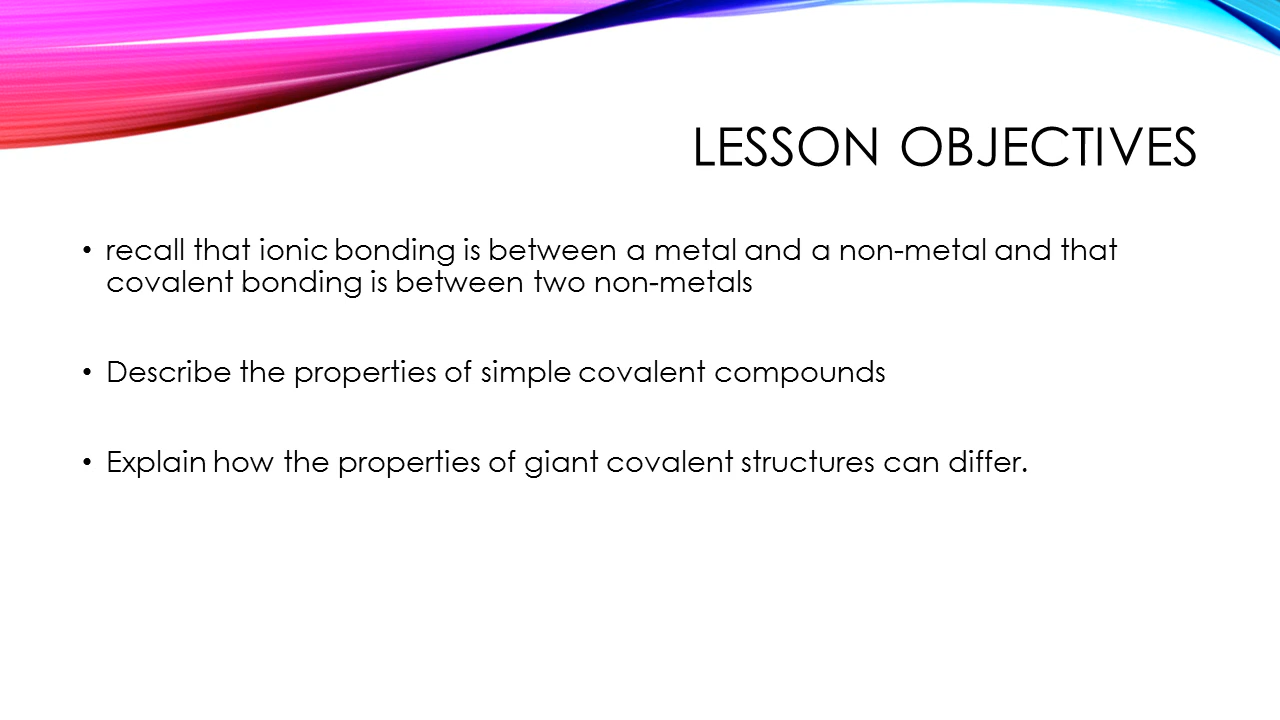 LESSON OBJECTIVES
• recall that ionic bonding is between a metal and a non-metal and that
covalent bonding is between two non-metals
• Describe the properties of simple covalent compounds
• Explain how the properties of giant covalent structures can differ.